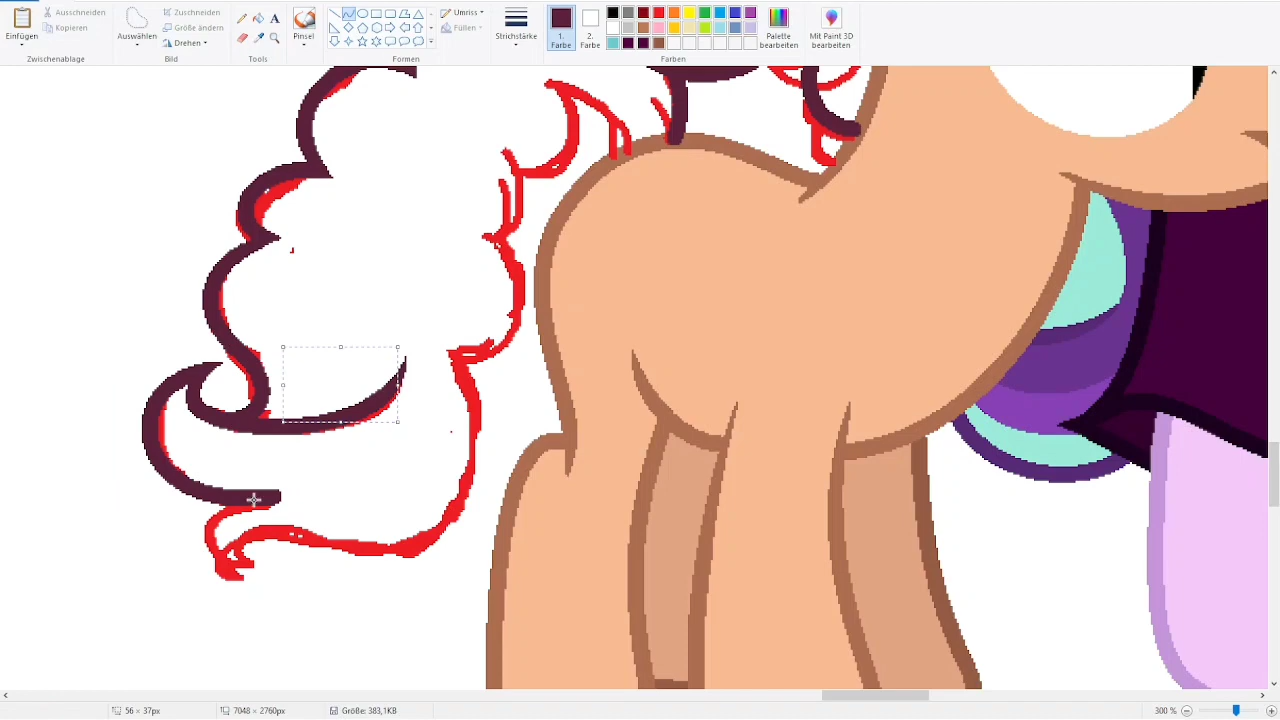 Einfügen
Ausschneiden
Kopieren
Zwischenablage
Auswählen
Zuschneiden
Größe ändern
Drehen
Bild
A
Tools
Pinsel
Umriss
Füllen
Formen
Strichstärke
1.
Farbe
2.
Farbe
Palette
bearbeiten
Mit Paint 3D
bearbeiten
Farben
56 × 37px
7048 × 2760px
Größe: 383,1KB
300 %